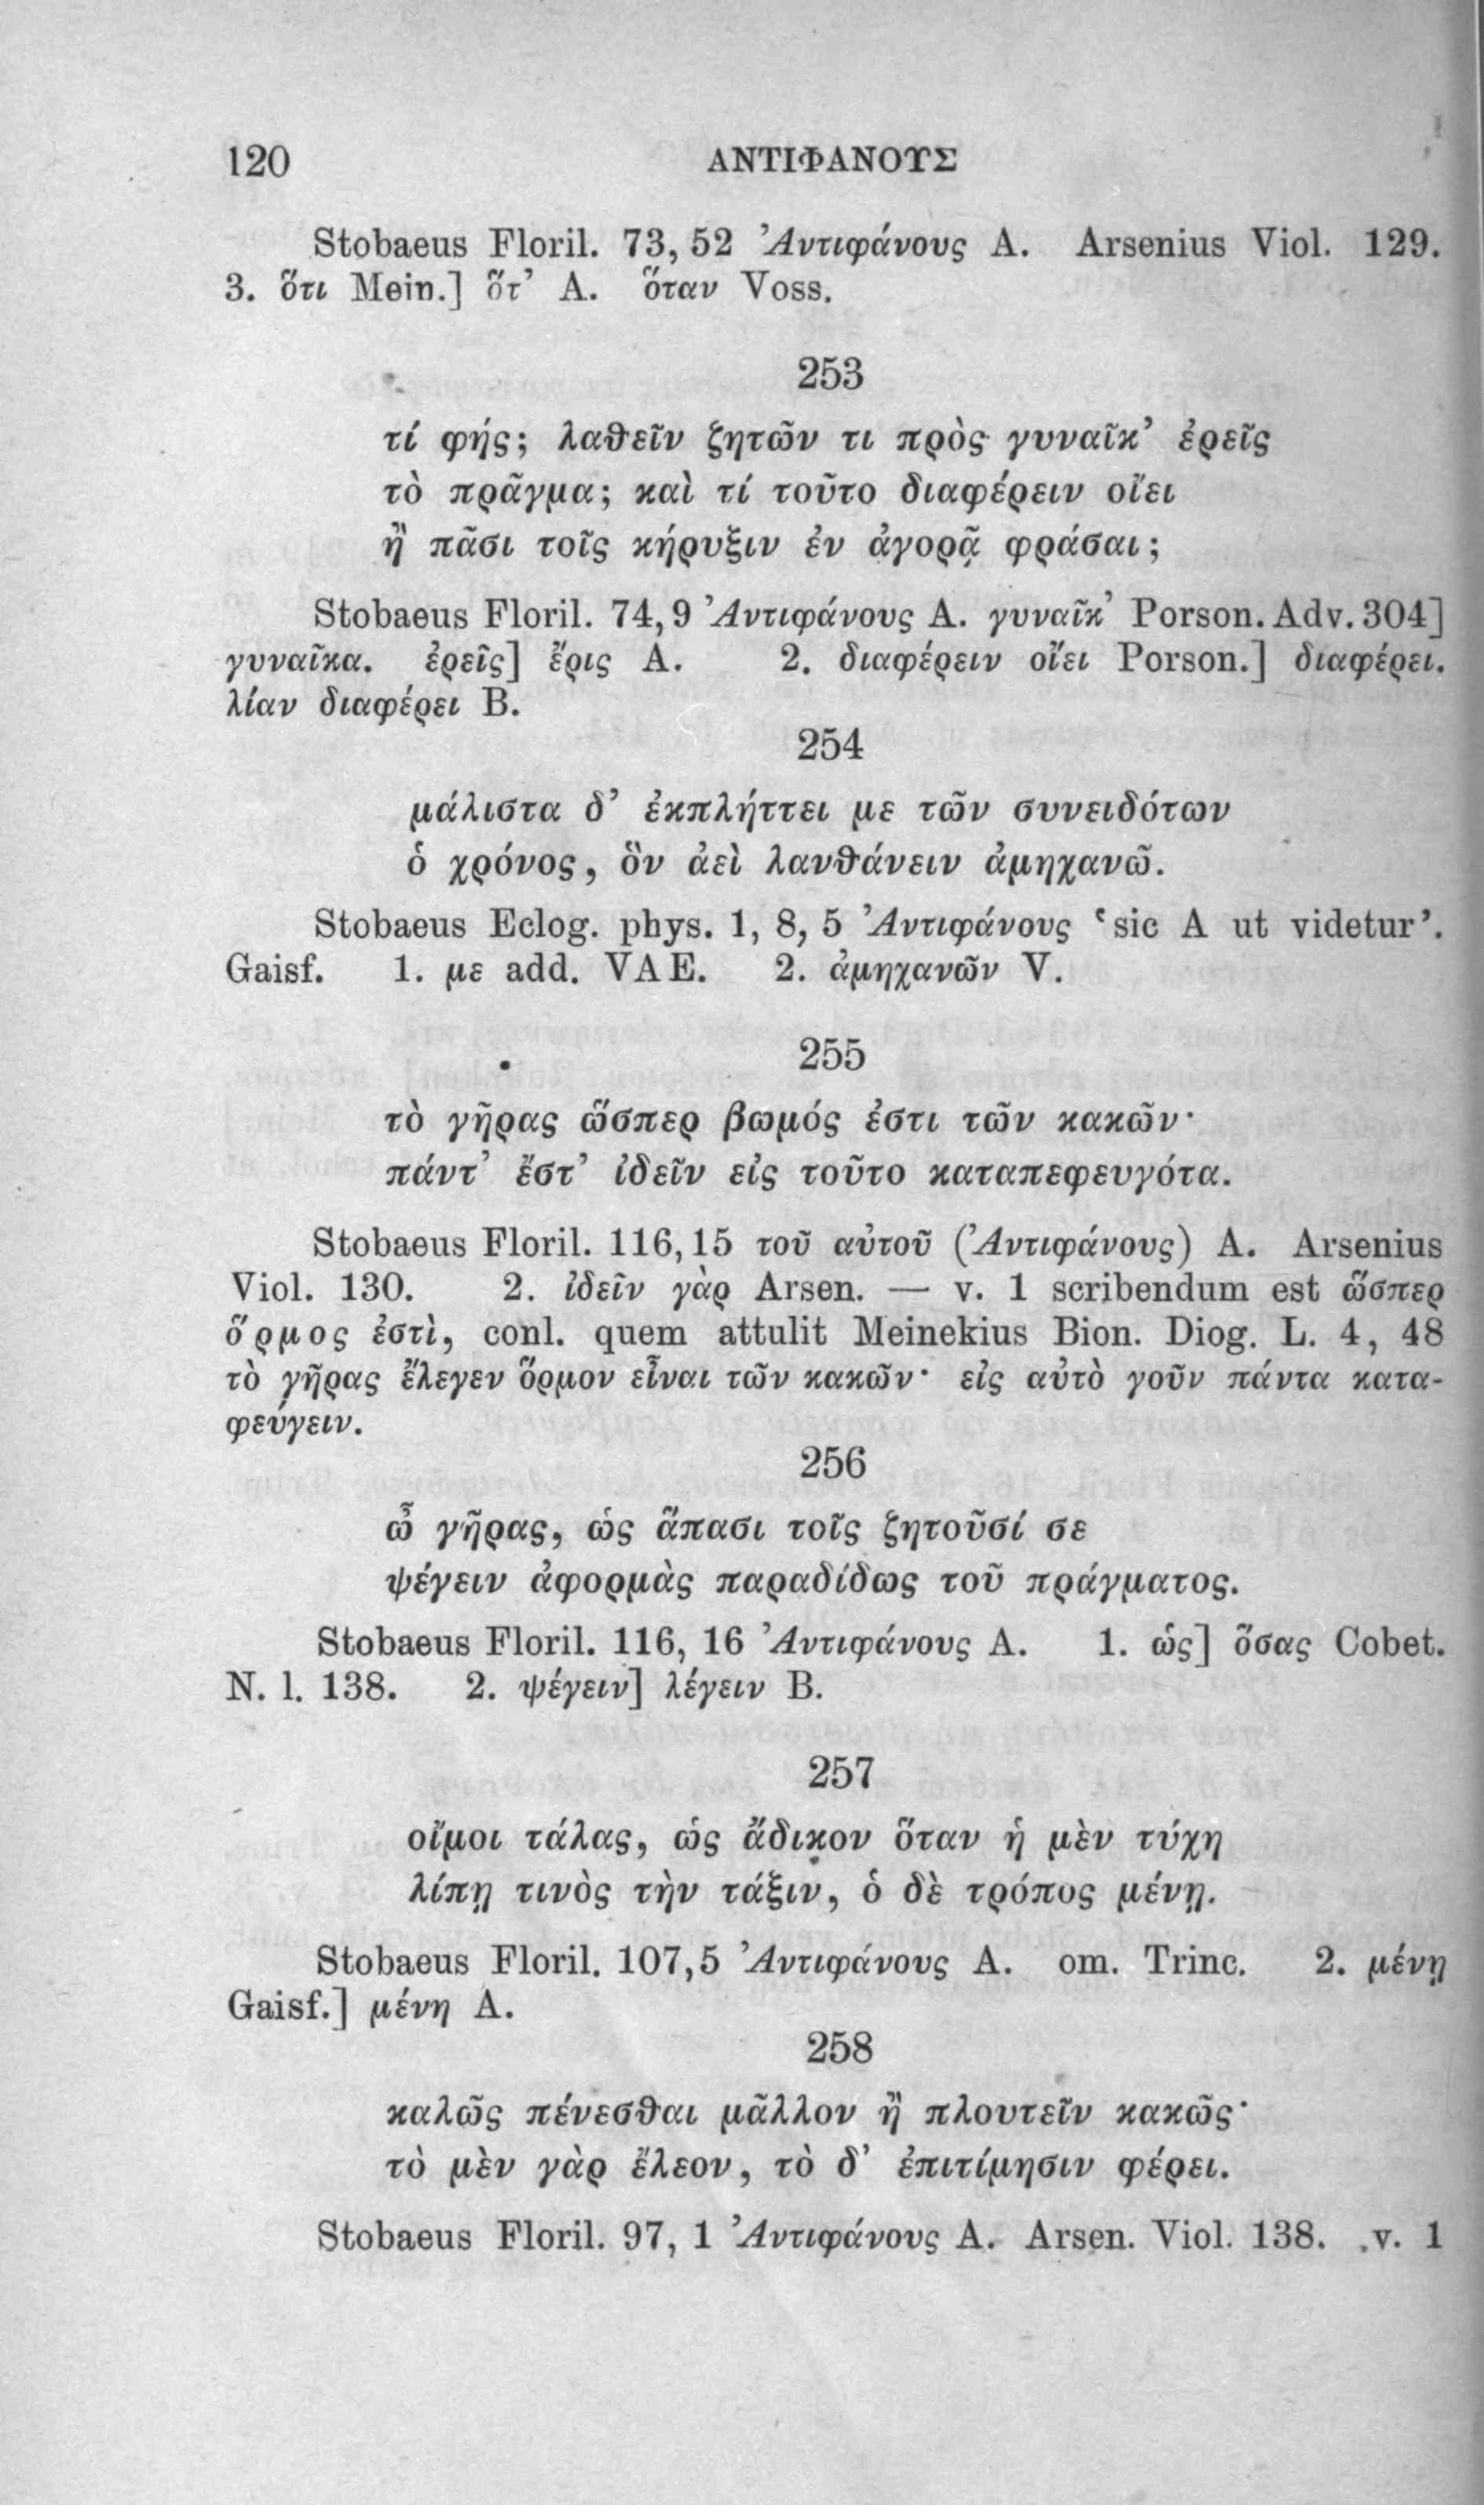 120 ΑΝΤΙΦΑΝΟΥΣ
Stobaeus Floril. 73, 52 Ἀντιφάνους A. Arsenius Viol. 129.
3. ὅτι Mein.] ὅτ’ A. ὅταν Voss.
253
τί φής; λαθεῖν ζητῶν τι πρὸς γυναῖκ’ ἐρεῖς
τὸ πρᾶγμα; καὶ τί τοῦτο διαφέρειν οἴει
ἢ πᾶσι τοῖς κήρυξιν ἐν ἀγορᾷ φράσαι;
Stobaeus Floril. 74, 9 Ἀντιφάνους A. γυναῖκ’ Porson. Adv. 304]
γυναῖκα. ἐρεῖς] ἔρις A. 2. διαφέρειν οἴει Porson.] διαφέρει.
λίαν διαφέρει B.
254
μάλιστα δ’ ἐκπλήττει με τῶν συνειδότων
ὁ χρόνος, ὃν ἀεὶ λανθάνειν ἀμηχανῶ.
Stobaeus Eclog. phys. 1, 8, 5 Ἀντιφάνους ‘sic A ut videtur’.
Gaisf. 1. με add. VAE. 2. ἀμηχανῶν V.
255
τὸ γῆρας ὥσπερ βωμός ἐστι τῶν κακῶν·
πάντ’ ἔστ’ ἰδεῖν εἰς τοῦτο καταπεφευγότα.
Stobaeus Floril. 116, 15 τοῦ αὐτοῦ (Ἀντιφάνους) A. Arsenius
Viol. 130. 2. ἰδεῖν γὰρ Arsen. — v. 1 scribendum est ὥσπερ
ὅρμος ἐστὶ, conl. quem attulit Meinekius Bion. Diog. L. 4, 48
τὸ γῆρας ἔλεγεν ὅρμον εἶναι τῶν κακῶν· εἰς αὐτὸ γοῦν πάντα κατα-
φεύγειν.
256
ὦ γῆρας, ὡς ἅπασι τοῖς ζητοῦσί σε
ψέγειν ἀφορμὰς παραδίδως τοῦ πράγματος.
Stobaeus Floril. 116, 16 Ἀντιφάνους A. 1. ὡς] ὅσας Cobet.
N. l. 138. 2. ψέγειν] λέγειν B.
257
οἴμοι τάλας, ὡς ἄδικον ὅταν ἡ μὲν τύχη
λίπῃ τινὸς τὴν τάξιν, ὁ δὲ τρόπος μένῃ.
Stobaeus Floril. 107, 5 Ἀντιφάνους A. om. Trinc. 2. μένῃ
Gaisf.] μένη A.
258
καλῶς πένεσθαι μᾶλλον ἢ πλουτεῖν κακῶς·
τὸ μὲν γὰρ ἔλεον, τὸ δ’ ἐπιτίμησιν φέρει.
Stobaeus Floril. 97, 1 Ἀντιφάνους A. Arsen. Viol. 138. v. 1